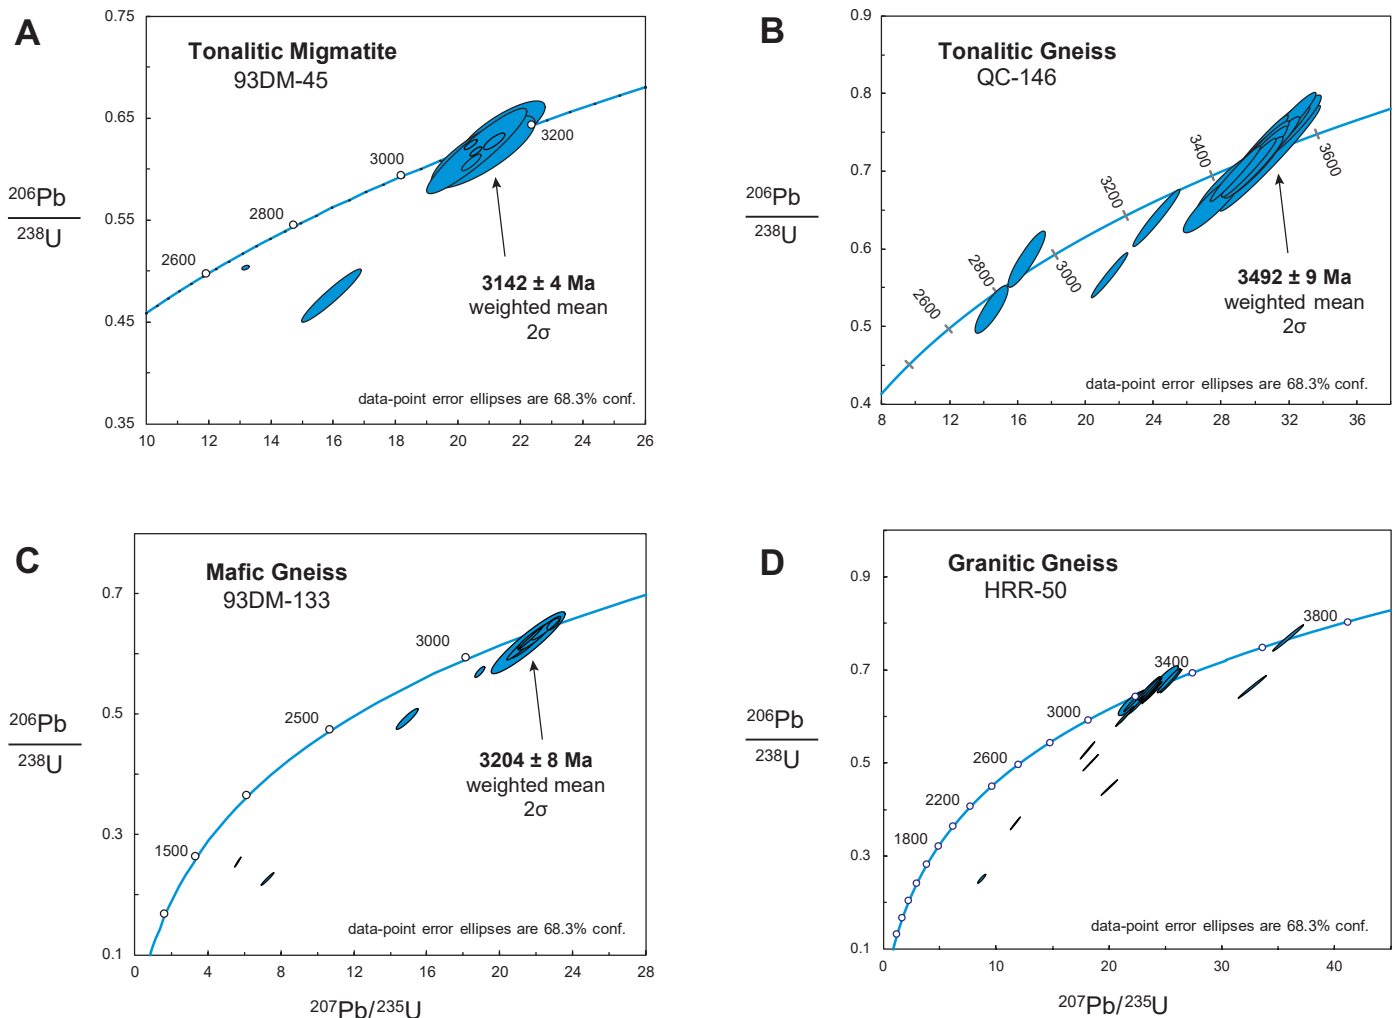 A
Tonalitic Migmatite
93DM-45
0.75
0.65
0.55
0.45
0.35
206Pb
238U
2600
2800
3000
3200
3142 ± 4 Ma
weighted mean
2σ
data-point error ellipses are 68.3% conf.
10 12 14 16 18 20 22 24 26
B
Tonalitic Gneiss
QC-146
0.9
0.8
0.7
0.6
0.5
0.4
206Pb
238U
2600
2800
3000
3200
3400
3600
3492 ± 9 Ma
weighted mean
2σ
data-point error ellipses are 68.3% conf.
8 12 16 20 24 28 32 36
C
Mafic Gneiss
93DM-133
0.7
0.5
0.3
0.1
206Pb
238U
1500
2500
3000
3204 ± 8 Ma
weighted mean
2σ
data-point error ellipses are 68.3% conf.
0 4 8 12 16 20 24 28
207Pb/235U
D
Granitic Gneiss
HRR-50
0.9
0.7
0.5
0.3
0.1
206Pb
238U
1800
2200
2600
3000
3400
3800
data-point error ellipses are 68.3% conf.
0 10 20 30 40
207Pb/235U